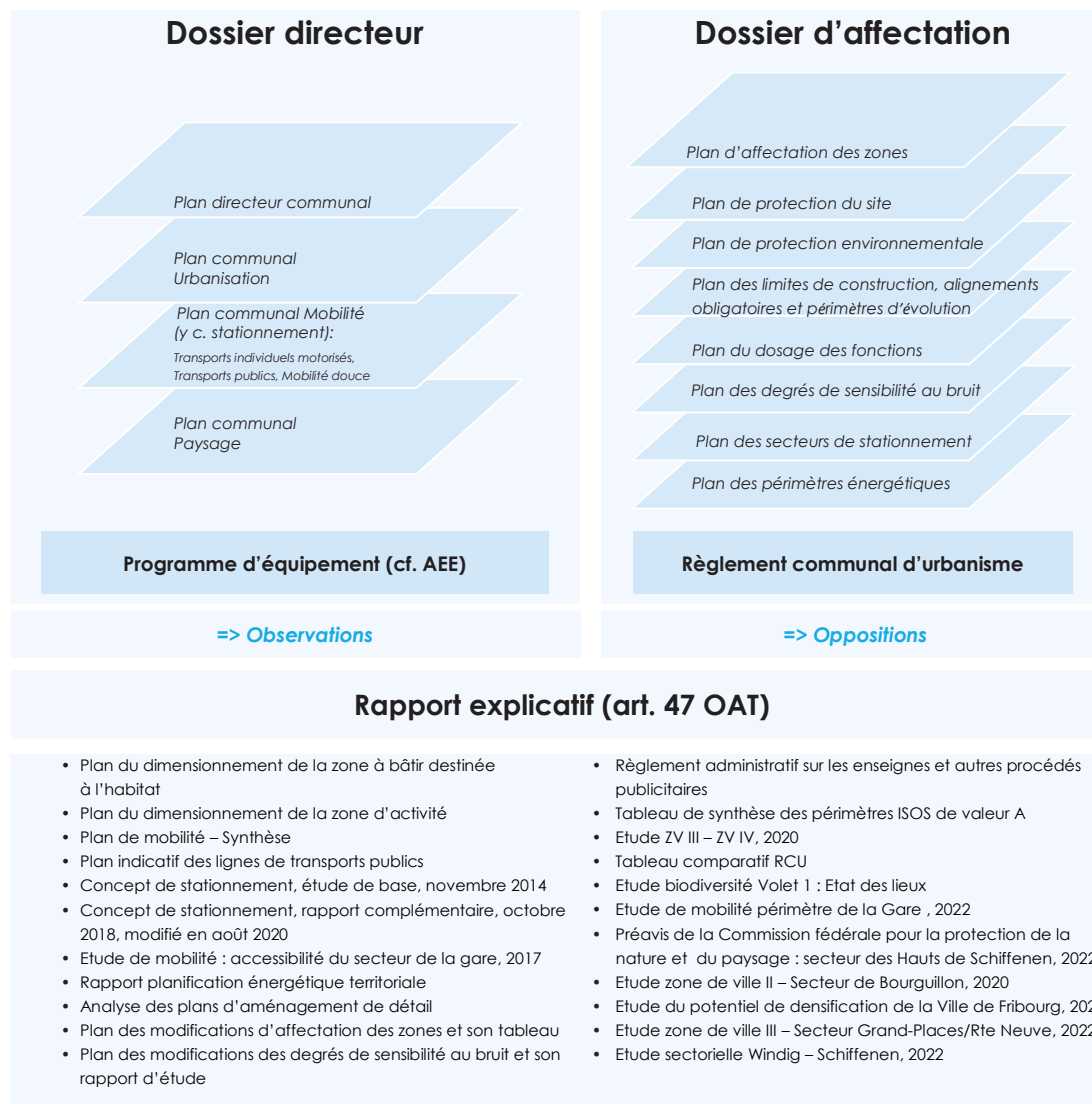 Dossier directeur
Plan directeur communal
Plan communal
Urbanisation
Plan communal Mobilité
(y c. stationnement):
Transports individuels motorisés,
Transports publics, Mobilité douce
Plan communal
Paysage
Programme d'équipement (cf. AEE)
=> Observations
Dossier d'affectation
Plan d'affectation des zones
Plan de protection du site
Plan de protection environnementale
Plan des limites de construction, alignements
obligatoires et périmètres d'évolution
Plan du dosage des fonctions
Plan des degrés de sensibilité au bruit
Plan des secteurs de stationnement
Plan des périmètres énergétiques
Règlement communal d'urbanisme
=> Oppositions
Rapport explicatif (art. 47 OAT)
• Plan du dimensionnement de la zone à bâtir destinée
à l'habitat
• Plan du dimensionnement de la zone d'activité
• Plan de mobilité – Synthèse
• Plan indicatif des lignes de transports publics
• Concept de stationnement, étude de base, novembre 2014
• Concept de stationnement, rapport complémentaire, octobre
2018, modifié en août 2020
• Etude de mobilité : accessibilité du secteur de la gare, 2017
• Rapport planification énergétique territoriale
• Analyse des plans d'aménagement de détail
• Plan des modifications d'affectation des zones et son tableau
• Plan des modifications des degrés de sensibilité au bruit et son
rapport d'étude
• Règlement administratif sur les enseignes et autres procédés
publicitaires
• Tableau de synthèse des périmètres ISOS de valeur A
• Etude ZV III – ZV IV, 2020
• Tableau comparatif RCU
• Etude biodiversité Volet 1 : Etat des lieux
• Etude de mobilité périmètre de la Gare , 2022
• Préavis de la Commission fédérale pour la protection de la
nature et du paysage : secteur des Hauts de Schiffenen, 2022
• Etude zone de ville II – Secteur de Bourguillon, 2020
• Etude du potentiel de densification de la Ville de Fribourg,
• Etude zone de ville III – Secteur Grand-Places/Rte Neuve, 2022
• Etude sectorielle Windig – Schiffenen, 2022